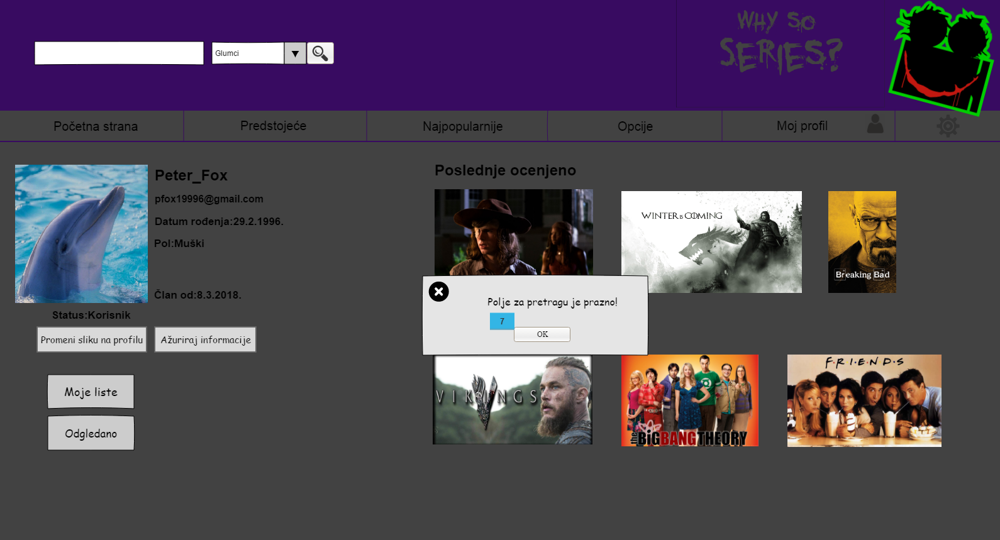 WHY SO
SERIES?
Glumci
Početna strana
Predstojeće
Najpopularnije
Opcije
Moj profil
Peter_Fox
pfox19996@gmail.com
Datum rođenja:29.2.1996.
Pol:Muški
Član od:8.3.2018.
Status:Korisnik
Promeni sliku na profilu
Ažuriraj informacije
Moje liste
Odgledano
Poslednje ocenjeno
WINTER IS COMING
Breaking Bad
Polje za pretragu je prazno!
7
OK
VIKINGS
the BIGBANG THEORY
F·R·I·E·N·D·S